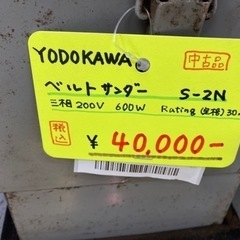 YODOKAWA
中古品
ベルトサンダー S-2N
三相 200V 600W Rating (定格) 30
税込
¥ 40,000-